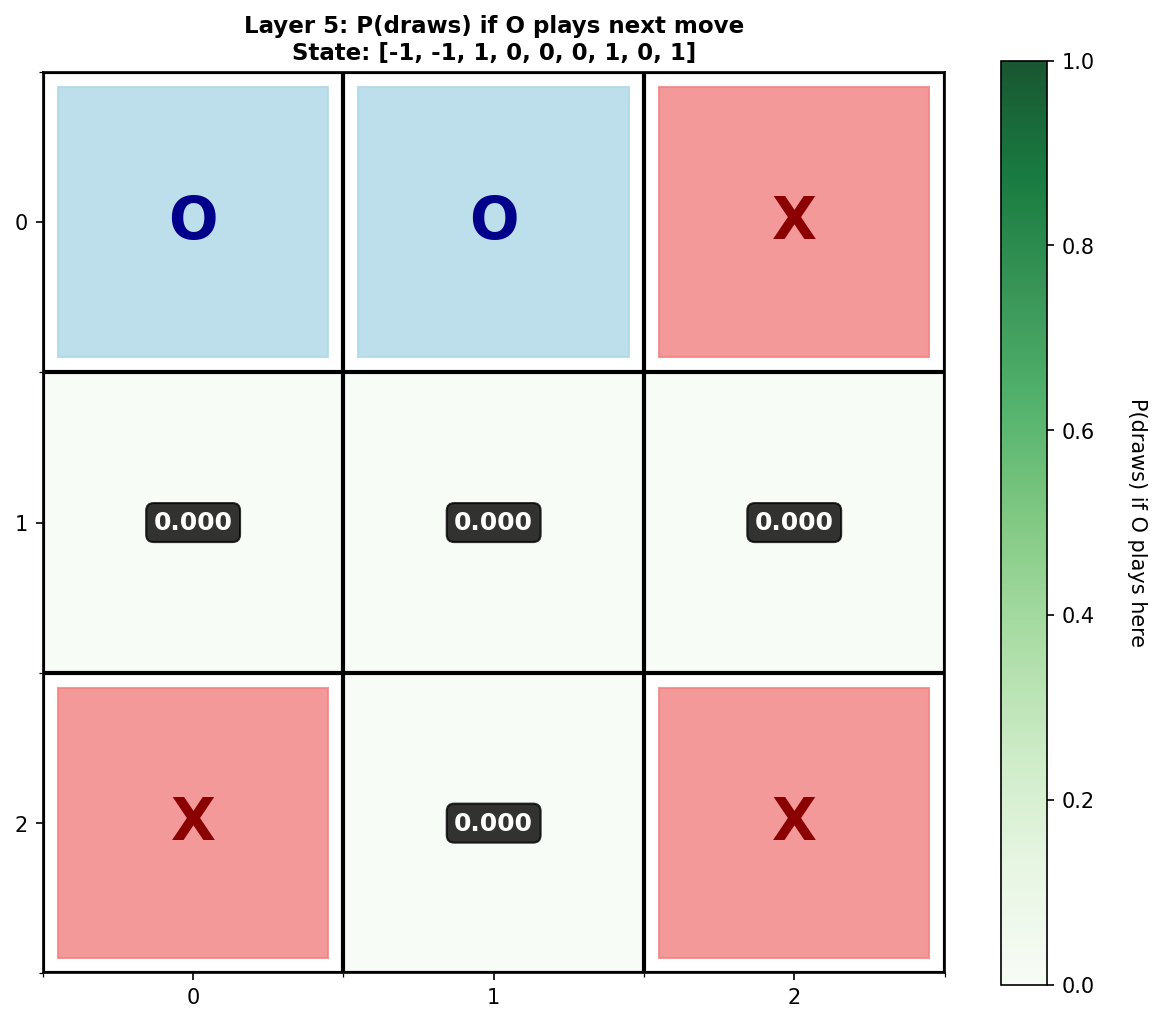 Layer 5: P(draws) if O plays next move
State: [-1, -1, 1, 0, 0, 0, 1, 0, 1]
O O X
0.000 0.000 0.000
X 0.000 X
0
1
2
0 1 2
1.0
0.8
0.6
0.4
0.2
0.0
P(draws) if O plays here